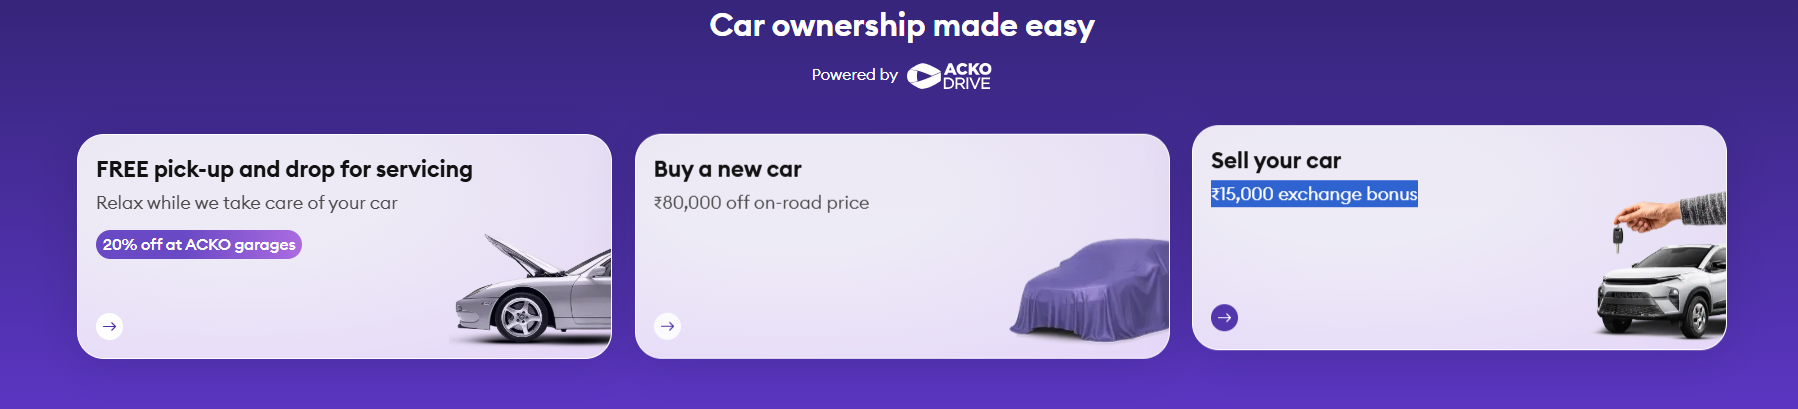 Car ownership made easy
Powered by ACKO DRIVE
FREE pick-up and drop for servicing
Relax while we take care of your car
20% off at ACKO garages
Buy a new car
₹80,000 off on-road price
Sell your car
₹15,000 exchange bonus